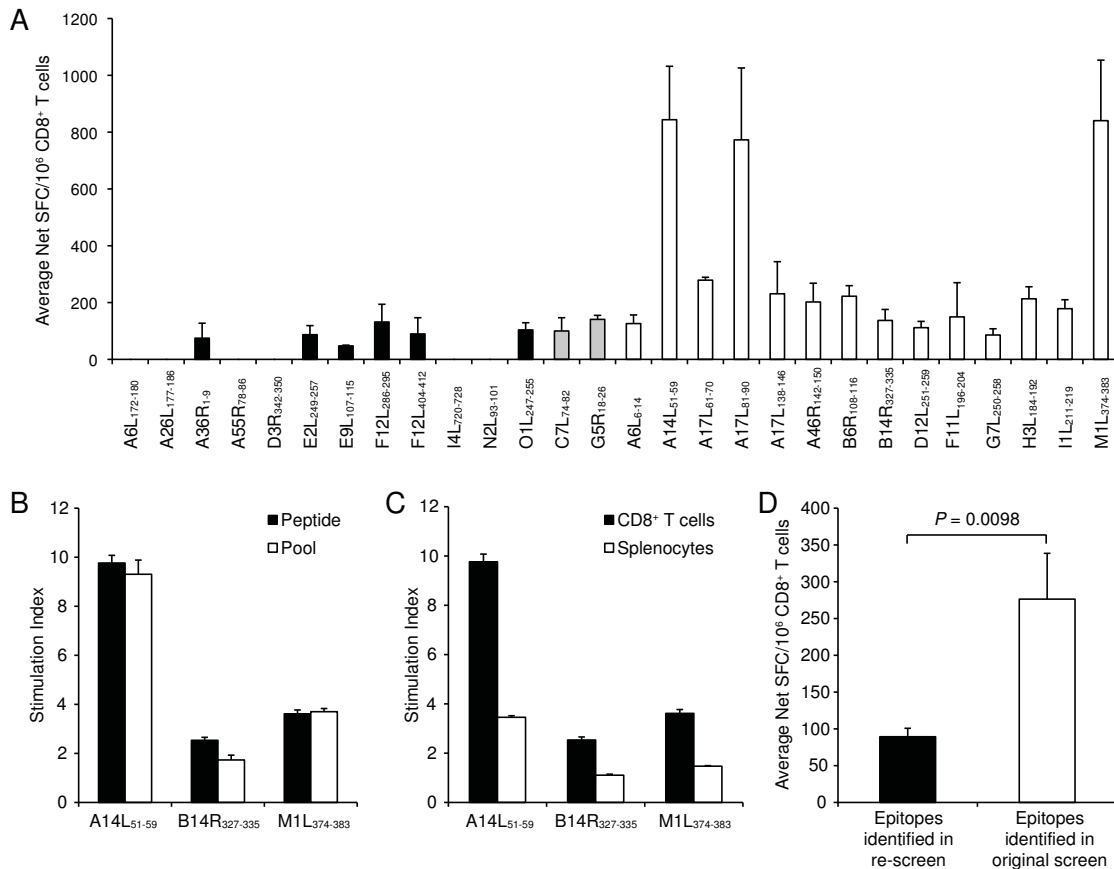 A
Average Net SFC/10⁶ CD8⁺ T cells
1200
1000
800
600
400
200
0
A6L₁₇₂₋₁₈₀
A26L₁₇₇₋₁₈₆
A36R₁₋₉
A55R₇₈₋₈₆
D3R₃₄₂₋₃₅₀
E2L₂₄₉₋₂₅₇
E9L₁₀₇₋₁₁₅
F12L₂₈₆₋₂₉₅
F12L₄₀₄₋₄₁₂
I4L₇₂₀₋₇₂₈
N2L₉₃₋₁₀₁
O1L₂₄₇₋₂₅₅
C7L₇₄₋₈₂
G5R₁₈₋₂₆
A6L₆₋₁₄
A14L₅₁₋₅₉
A17L₆₁₋₇₀
A17L₈₁₋₉₀
A17L₁₃₈₋₁₄₆
A46R₁₄₂₋₁₅₀
B6R₁₀₈₋₁₁₆
B14R₃₂₇₋₃₃₅
D12L₂₅₁₋₂₅₉
F11L₁₉₆₋₂₀₄
G7L₂₅₀₋₂₅₈
H3L₁₈₄₋₁₉₂
I1L₂₁₁₋₂₁₉
M1L₃₇₄₋₃₈₃
B
Stimulation Index
12
10
8
6
4
2
0
Peptide
Pool
A14L₅₁₋₅₉
B14R₃₂₇₋₃₃₅
M1L₃₇₄₋₃₈₃
C
Stimulation Index
12
10
8
6
4
2
0
CD8⁺ T cells
Splenocytes
A14L₅₁₋₅₉
B14R₃₂₇₋₃₃₅
M1L₃₇₄₋₃₈₃
D
Average Net SFC/10⁶ CD8⁺ T cells
400
350
300
250
200
150
100
50
0
P = 0.0098
Epitopes
identified in
re-screen
Epitopes
identified in
original screen